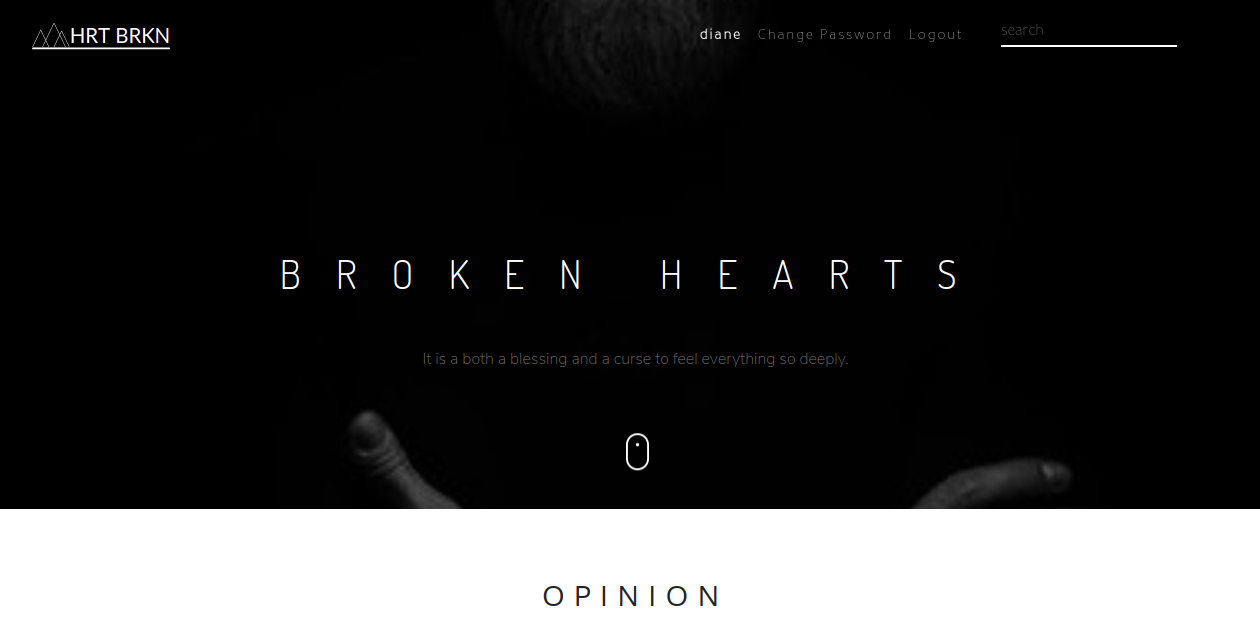 HRT BRKN
diane Change Password Logout search
BROKEN HEARTS
It is a both a blessing and a curse to feel everything so deeply.
OPINION